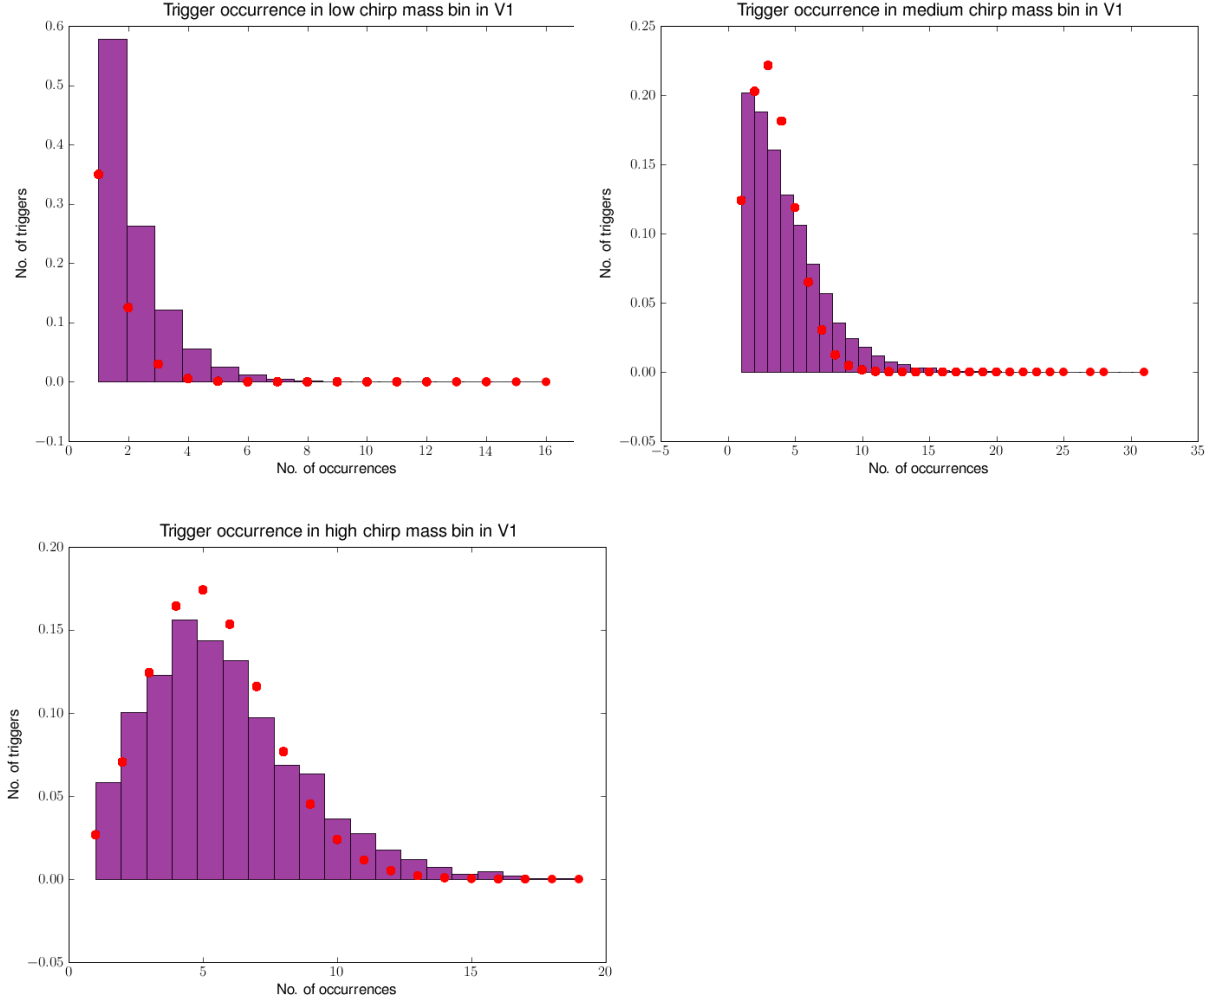 Trigger occurrence in low chirp mass bin in V1
0.6
0.5
0.4
0.3
0.2
0.1
0.0
−0.1
No. of triggers
0 2 4 6 8 10 12 14 16
No. of occurrences
Trigger occurrence in medium chirp mass bin in V1
0.25
0.20
0.15
0.10
0.05
0.00
−0.05
No. of triggers
−5 0 5 10 15 20 25 30 35
No. of occurrences
Trigger occurrence in high chirp mass bin in V1
0.20
0.15
0.10
0.05
0.00
−0.05
No. of triggers
0 5 10 15 20
No. of occurrences